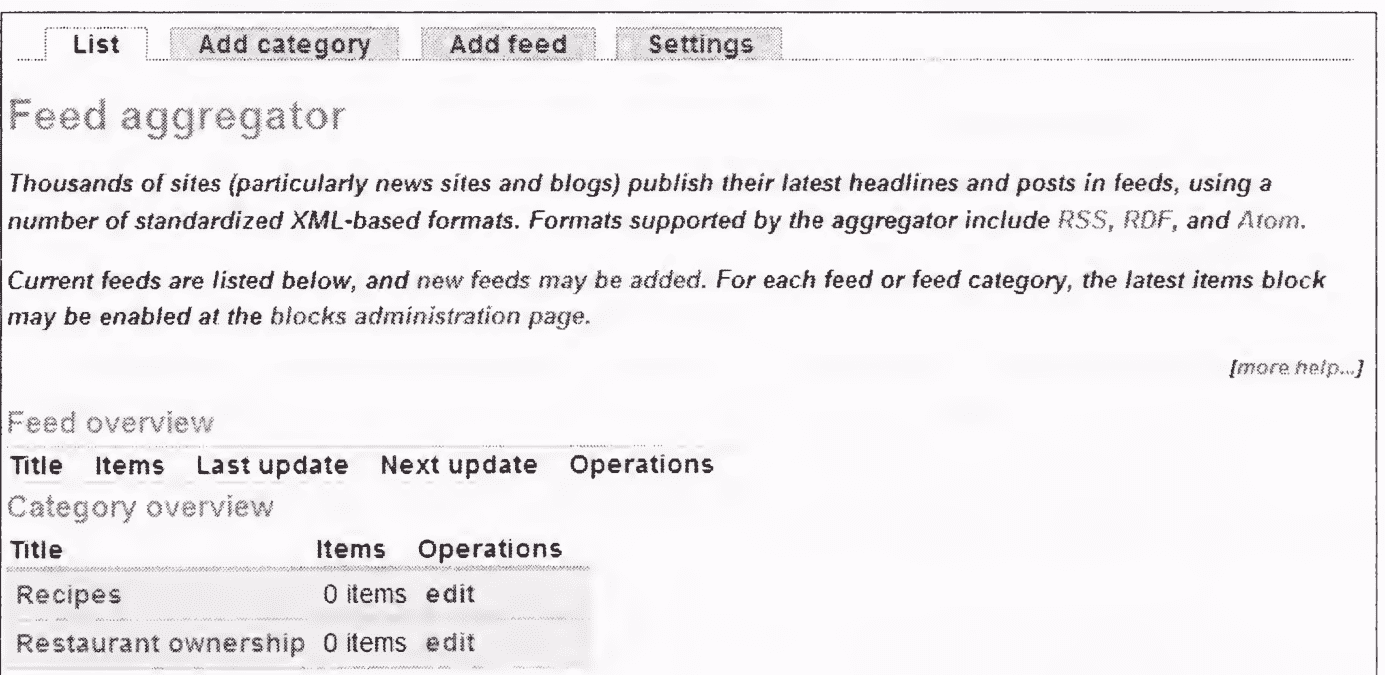 List Add category Add feed Settings
Feed aggregator
Thousands of sites (particularly news sites and blogs) publish their latest headlines and posts in feeds, using a
number of standardized XML-based formats. Formats supported by the aggregator include RSS, RDF, and Atom.
Current feeds are listed below, and new feeds may be added. For each feed or feed category, the latest items block
may be enabled at the blocks administration page.
[more help...]
Feed overview
Title Items Last update Next update Operations
Category overview
Title Items Operations
Recipes 0 items edit
Restaurant ownership 0 items edit